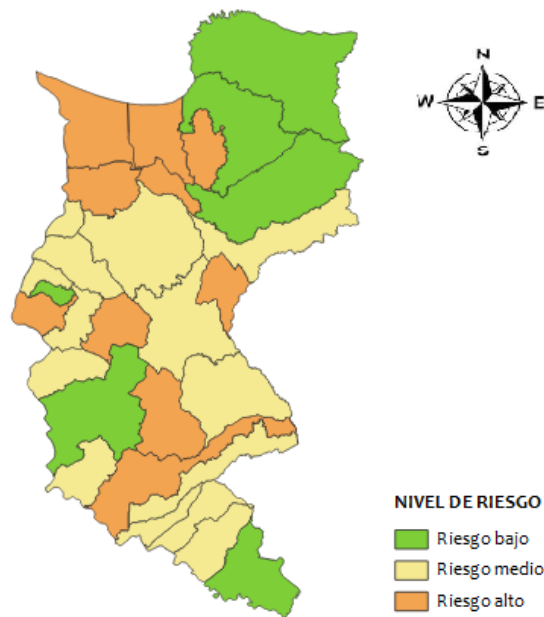 N
W E
S
NIVEL DE RIESGO
Riesgo bajo
Riesgo medio
Riesgo alto